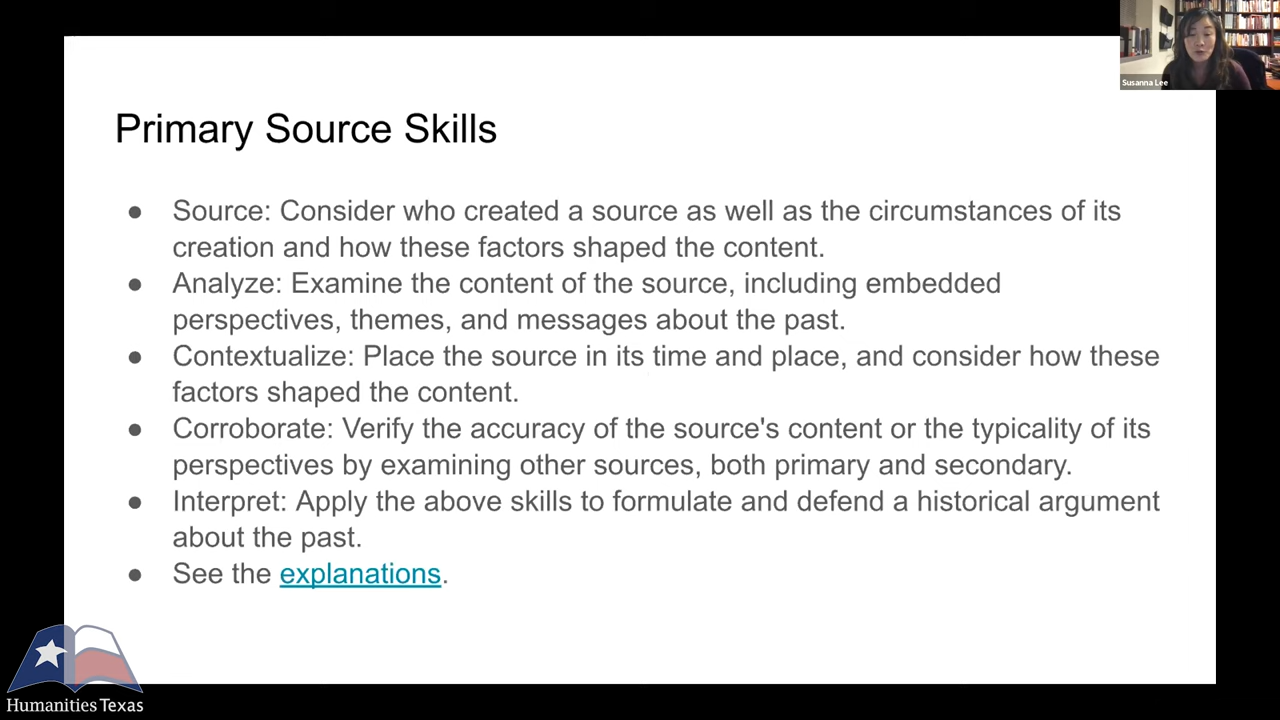 Susanna Lee
Primary Source Skills
● Source: Consider who created a source as well as the circumstances of its
creation and how these factors shaped the content.
● Analyze: Examine the content of the source, including embedded
perspectives, themes, and messages about the past.
● Contextualize: Place the source in its time and place, and consider how these
factors shaped the content.
● Corroborate: Verify the accuracy of the source's content or the typicality of its
perspectives by examining other sources, both primary and secondary.
● Interpret: Apply the above skills to formulate and defend a historical argument
about the past.
● See the explanations.
Humanities Texas